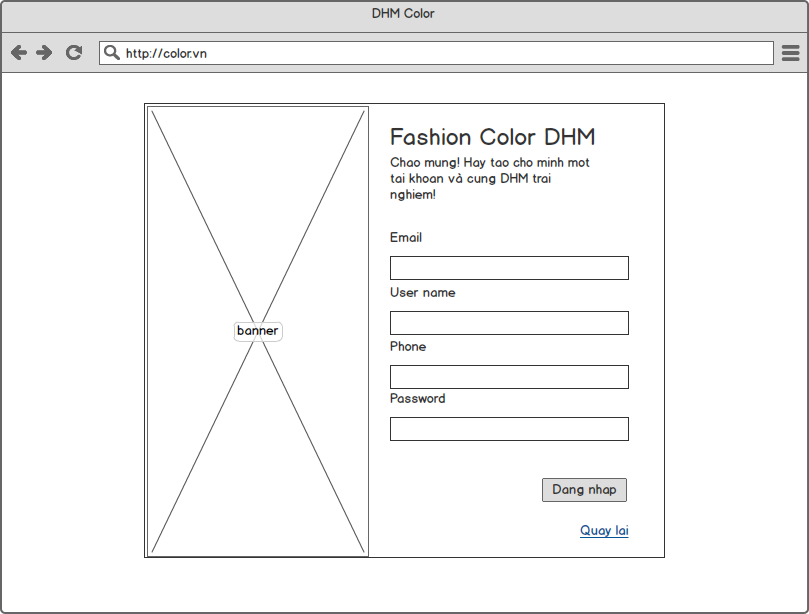 DHM Color
http://color.vn
Fashion Color DHM
Chao mung! Hay tao cho minh mot
tai khoan và cung DHM trai
nghiem!
Email
banner
User name
Phone
Password
Dang nhap
Quay lai